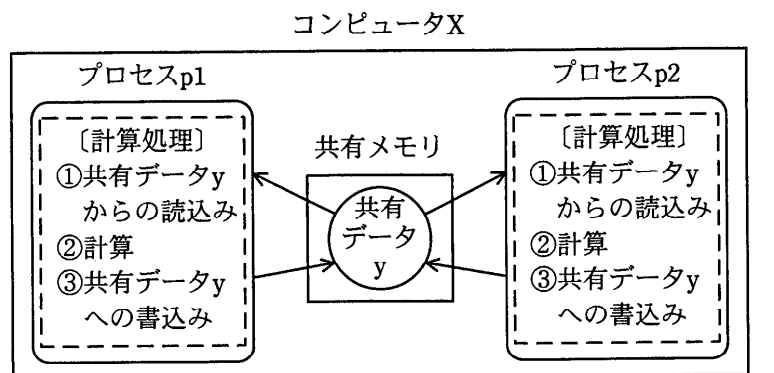 コンピュータX
プロセスp1
〔計算処理〕
①共有データy
からの読込み
②計算
③共有データy
への書込み
共有メモリ
共有
データ
y
プロセスp2
〔計算処理〕
①共有データy
からの読込み
②計算
③共有データy
への書込み